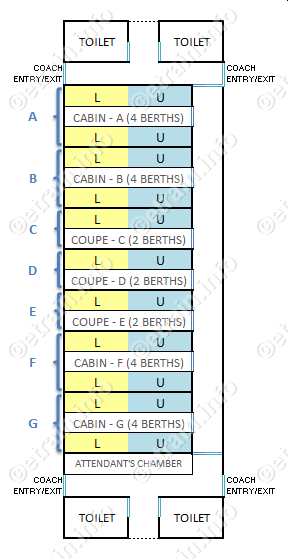 TOILET TOILET
COACH ENTRY/EXIT COACH ENTRY/EXIT
L U
A CABIN - A (4 BERTHS)
L U
L U
B CABIN - B (4 BERTHS)
L U
L U
C COUPE - C (2 BERTHS)
L U
D COUPE - D (2 BERTHS)
L U
E COUPE - E (2 BERTHS)
L U
F CABIN - F (4 BERTHS)
L U
L U
G CABIN - G (4 BERTHS)
L U
ATTENDANT'S CHAMBER
COACH ENTRY/EXIT COACH ENTRY/EXIT
TOILET TOILET
©etrain.info